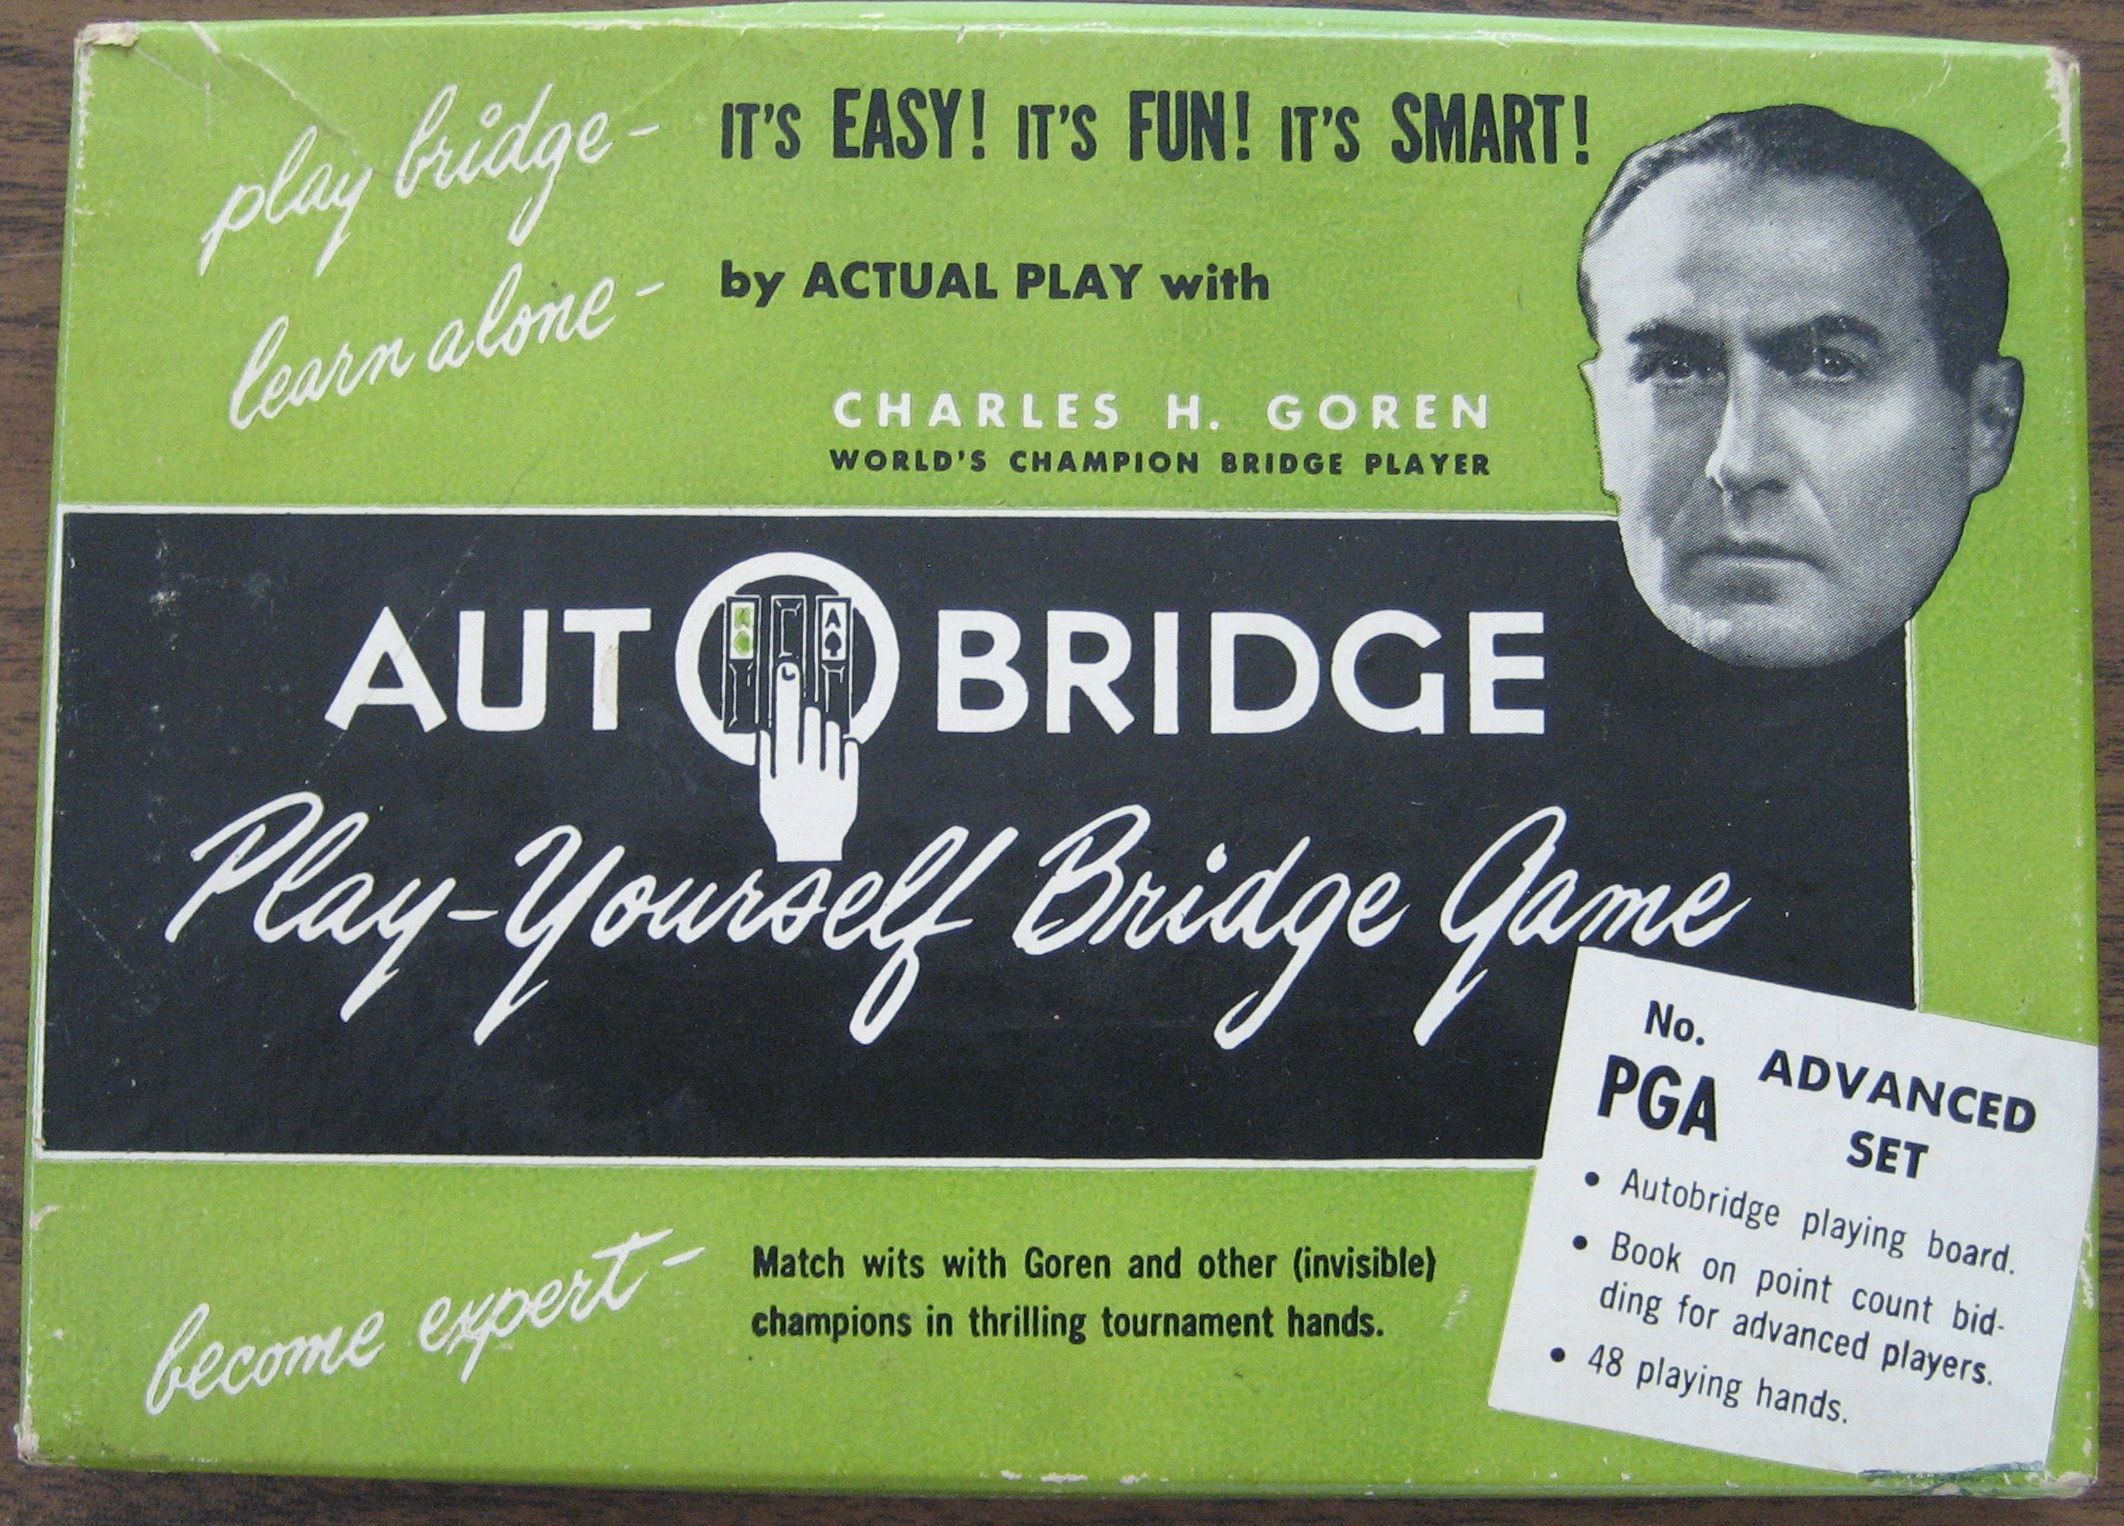 play bridge- IT'S EASY! IT'S FUN! IT'S SMART!
learn alone- by ACTUAL PLAY with
CHARLES H. GOREN
WORLD'S CHAMPION BRIDGE PLAYER
AUTOBRIDGE
K A
Play-Yourself Bridge Game
No. PGA ADVANCED
SET
• Autobridge playing board.
• Book on point count bid-
ding for advanced players.
• 48 playing hands.
become expert- Match wits with Goren and other (invisible)
champions in thrilling tournament hands.